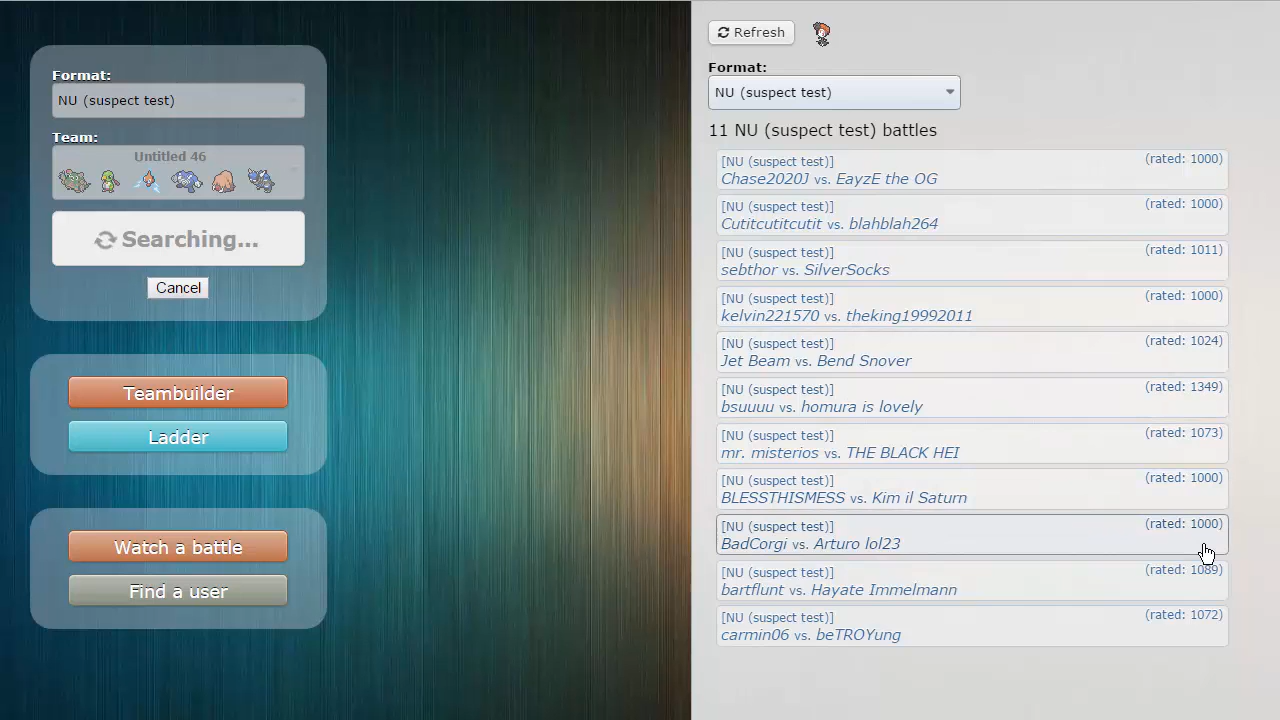 Format:
NU (suspect test)
Team:
Untitled 46
Searching...
Cancel
Teambuilder
Ladder
Watch a battle
Find a user
Refresh
Format:
NU (suspect test)
11 NU (suspect test) battles
[NU (suspect test)] (rated: 1000)
Chase2020J vs. EayzE the OG
[NU (suspect test)] (rated: 1000)
Cutitcutitcutit vs. blahblah264
[NU (suspect test)] (rated: 1011)
sebthor vs. SilverSocks
[NU (suspect test)] (rated: 1000)
kelvin221570 vs. theking19992011
[NU (suspect test)] (rated: 1024)
Jet Beam vs. Bend Snover
[NU (suspect test)] (rated: 1349)
bsuuuu vs. homura is lovely
[NU (suspect test)] (rated: 1073)
mr. misterios vs. THE BLACK HEI
[NU (suspect test)] (rated: 1000)
BLESSTHISMESS vs. Kim il Saturn
[NU (suspect test)] (rated: 1000)
BadCorgi vs. Arturo lol23
[NU (suspect test)] (rated: 1089)
bartflunt vs. Hayate Immelmann
[NU (suspect test)] (rated: 1072)
carmin06 vs. beTROYung